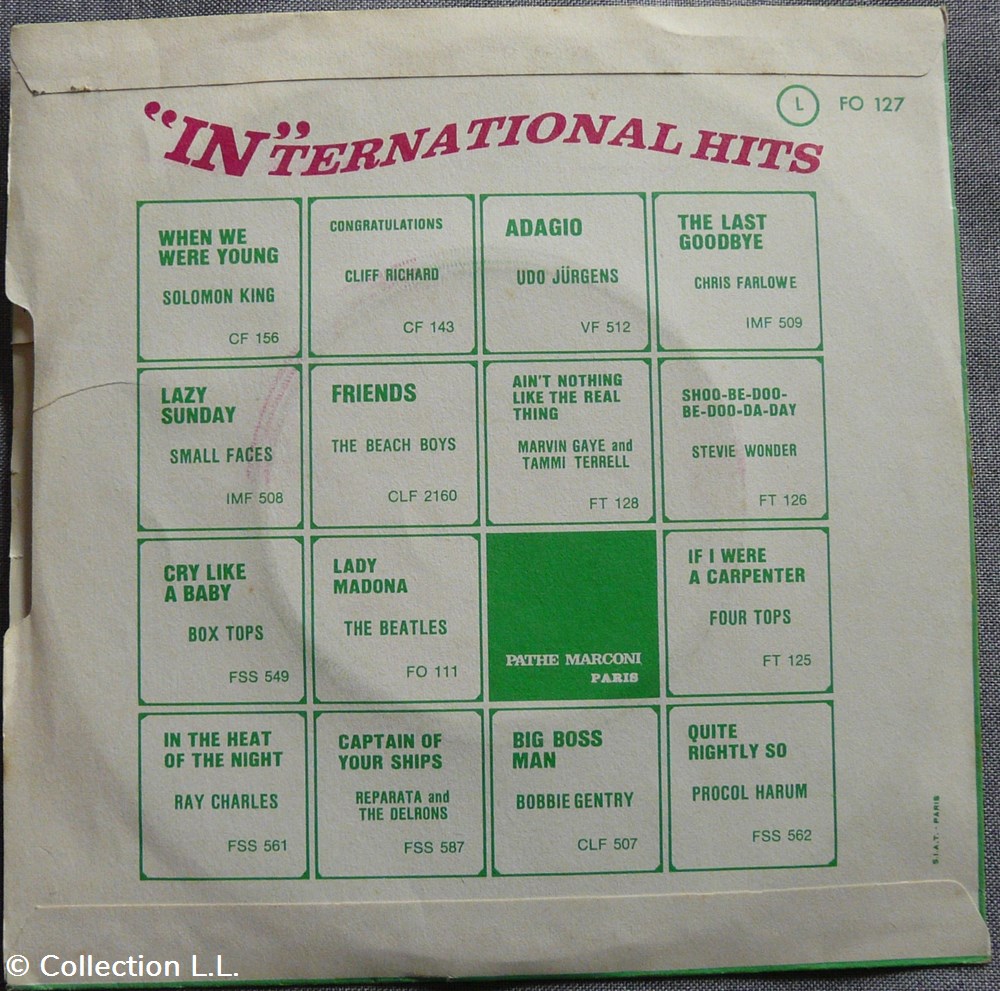 L FO 127
"IN"TERNATIONAL HITS
WHEN WE
WERE YOUNG
SOLOMON KING
CF 156
CONGRATULATIONS
CLIFF RICHARD
CF 143
ADAGIO
UDO JÜRGENS
VF 512
THE LAST
GOODBYE
CHRIS FARLOWE
IMF 509
LAZY
SUNDAY
SMALL FACES
IMF 508
FRIENDS
THE BEACH BOYS
CLF 2160
AIN'T NOTHING
LIKE THE REAL
THING
MARVIN GAYE and
TAMMI TERRELL
FT 128
SHOO-BE-DOO-
BE-DOO-DA-DAY
STEVIE WONDER
FT 126
CRY LIKE
A BABY
BOX TOPS
FSS 549
LADY
MADONA
THE BEATLES
FO 111
PATHE MARCONI
PARIS
IF I WERE
A CARPENTER
FOUR TOPS
FT 125
IN THE HEAT
OF THE NIGHT
RAY CHARLES
FSS 561
CAPTAIN OF
YOUR SHIPS
REPARATA and
THE DELRONS
FSS 587
BIG BOSS
MAN
BOBBIE GENTRY
CLF 507
QUITE
RIGHTLY SO
PROCOL HARUM
FSS 562
S.I.A.T. - PARIS
© Collection L.L.